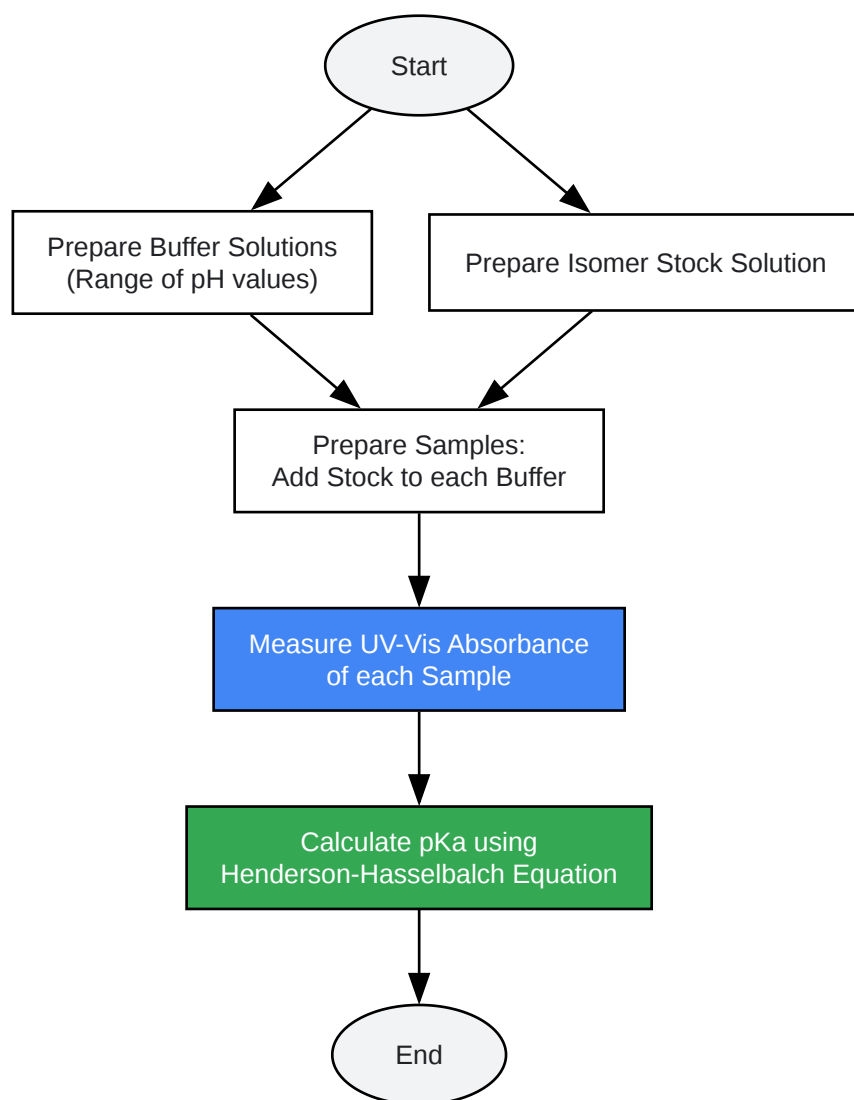 Start
Prepare Buffer Solutions
(Range of pH values)
Prepare Isomer Stock Solution
Prepare Samples:
Add Stock to each Buffer
Measure UV-Vis Absorbance
of each Sample
Calculate pKa using
Henderson-Hasselbalch Equation
End